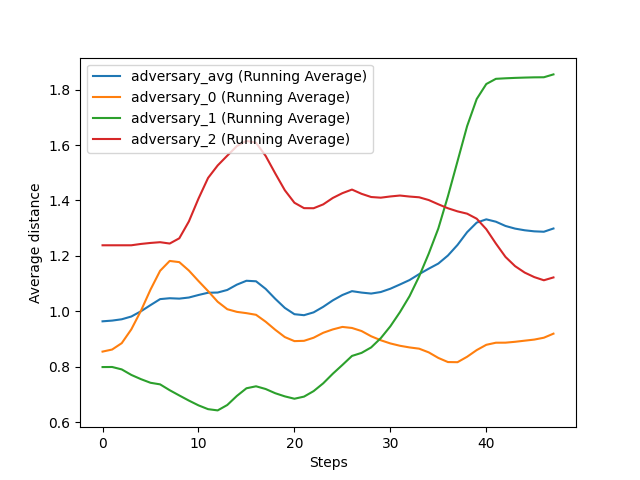 adversary_avg (Running Average)
adversary_0 (Running Average)
adversary_1 (Running Average)
adversary_2 (Running Average)
1.8
1.6
1.4
1.2
1.0
0.8
0.6
Average distance
0
10
20
30
40
Steps